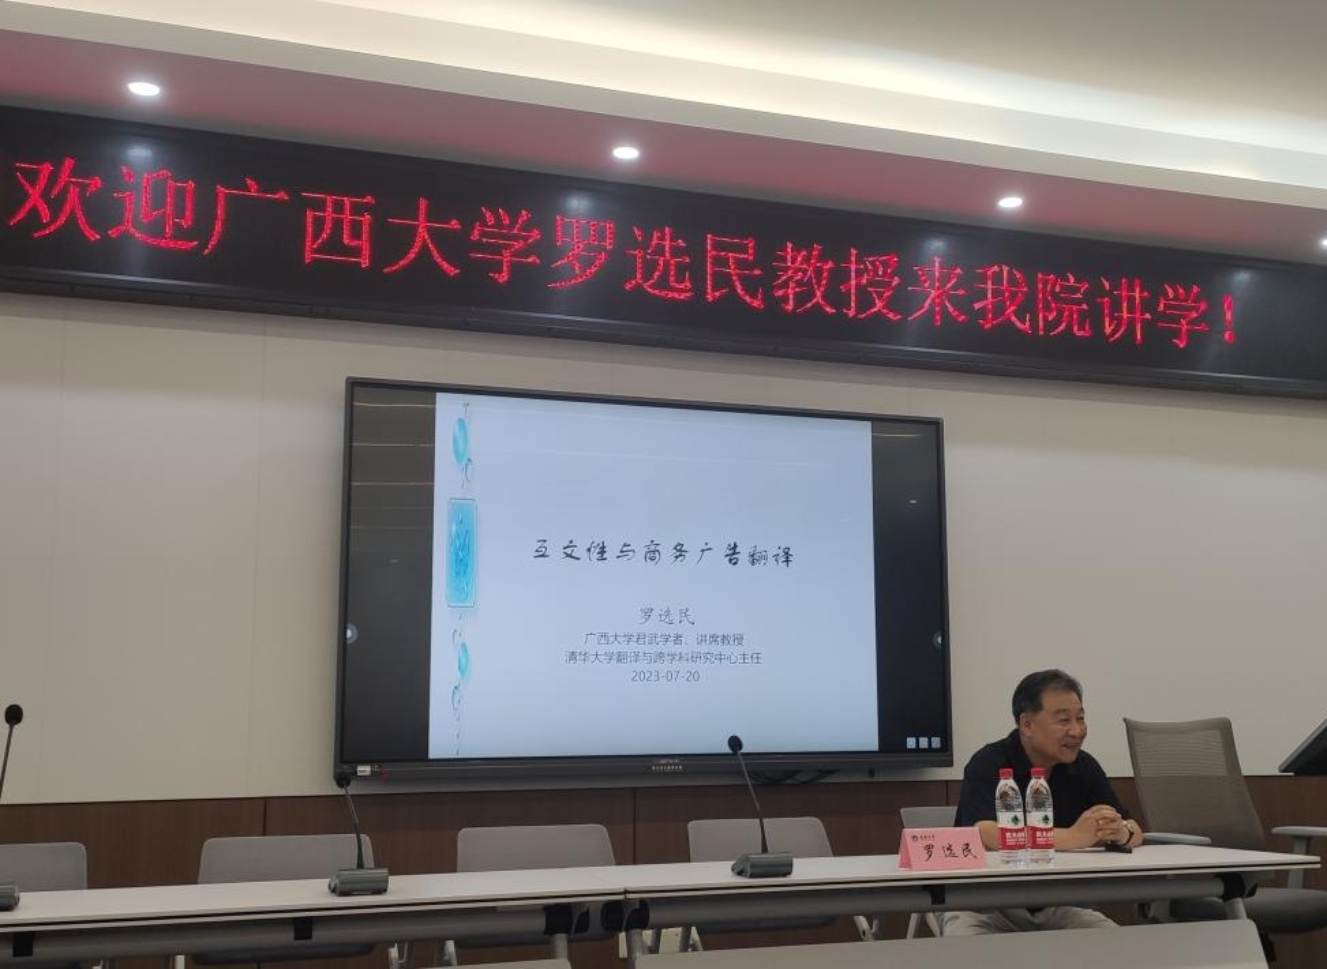 欢迎广西大学罗选民教授来我院讲学!
互文性与商务广告翻译
罗选民
广西大学君武学者、讲席教授
清华大学翻译与跨学科研究中心主任
2023-07-20
罗选民